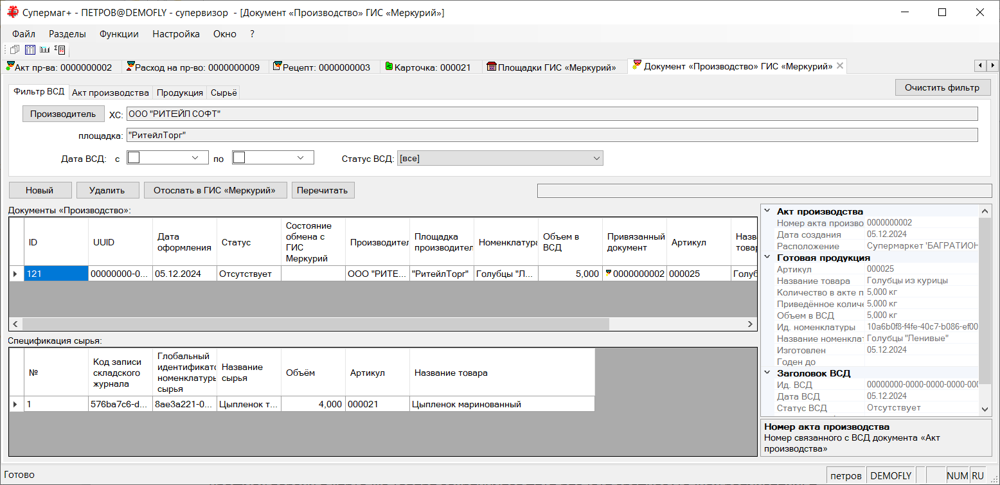 Супермаг+ - ПЕТРОВ@DEMOFLY - супервизор - [Документ «Производство» ГИС «Меркурий»]
Файл Разделы Функции Настройка Окно ?
Акт пр-ва: 0000000002 Расход на пр-во: 0000000009 Рецепт: 0000000003 Карточка: 000021 Площадки ГИС «Меркурий» Документ «Производство» ГИС «Меркурий»
Фильтр ВСД Акт производства Продукция Сырьё Очистить фильтр
Производитель ХС: ООО "РИТЕЙЛ СОФТ"
площадка: "РитейлТорг"
Дата ВСД: с по Статус ВСД: [все]
Новый Удалить Отослать в ГИС «Меркурий» Перечитать
Документы «Производство»:
ID UUID Дата оформления Статус Состояние обмена с ГИС Меркурий Производител Площадка производител Номенклатура Объем в ВСД Привязанный документ Артикул Назв товар
121 00000000-0... 05.12.2024 Отсутствует ООО "РИТЕ... "РитейлТорг" Голубцы "Л... 5,000 0000000002 000025 Голуб
Спецификация сырья:
№ Код записи складского журнала Глобальный идентификато номенклатуры сырья Название сырья Объём Артикул Название товара
1 576ba7c6-d... 8ae3a221-0... Цыпленок т... 4,000 000021 Цыпленок маринованный
Акт производства
Номер акта произво 0000000002
Дата создания 05.12.2024
Расположение Супермаркет 'БАГРАТИОН
Готовая продукция
Артикул 000025
Название товара Голубцы из курицы
Количество в акте п 5,000 кг
Приведённое количе 5,000 кг
Объем в ВСД 5,000 кг
Ид. номенклатуры 10a6b0f8-f4fe-40c7-b086-ef00
Название номенкла Голубцы "Ленивые"
Изготовлен 05.12.2024
Годен до
Заголовок ВСД
Ид. ВСД 00000000-0000-0000-0000-000
Дата ВСД 05.12.2024
Статус ВСД Отсутствует
Номер акта производства
Номер связанного с ВСД документа «Акт
производства»
Готово петров DEMOFLY NUM RU